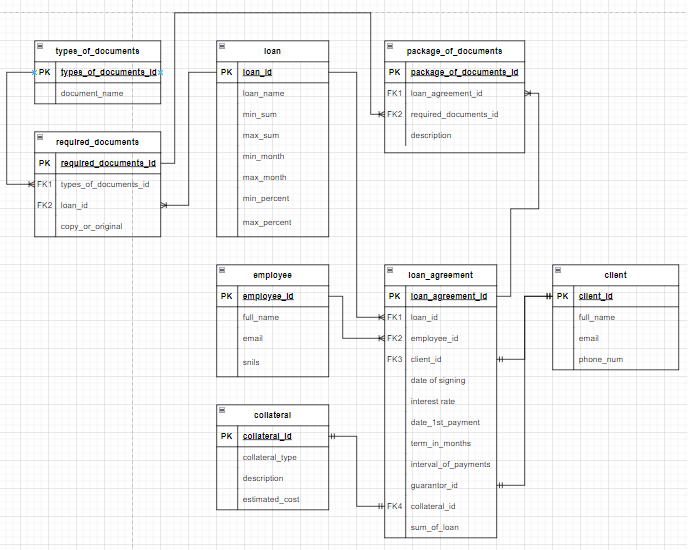 types_of_documents
PK types_of_documents_id
document_name
loan
PK loan_id
loan_name
min_sum
max_sum
min_month
max_month
min_percent
max_percent
package_of_documents
PK package_of_documents_id
FK1 loan_agreement_id
FK2 required_documents_id
description
required_documents
PK required_documents_id
FK1 types_of_documents_id
FK2 loan_id
copy_or_original
employee
PK employee_id
full_name
email
snils
loan_agreement
PK loan_agreement_id
FK1 loan_id
FK2 employee_id
FK3 client_id
date of signing
interest rate
date_1st_payment
term_in_months
interval_of_payments
guarantor_id
FK4 collateral_id
sum_of_loan
client
PK client_id
full_name
email
phone_num
collateral
PK collateral_id
collateral_type
description
estimated_cost